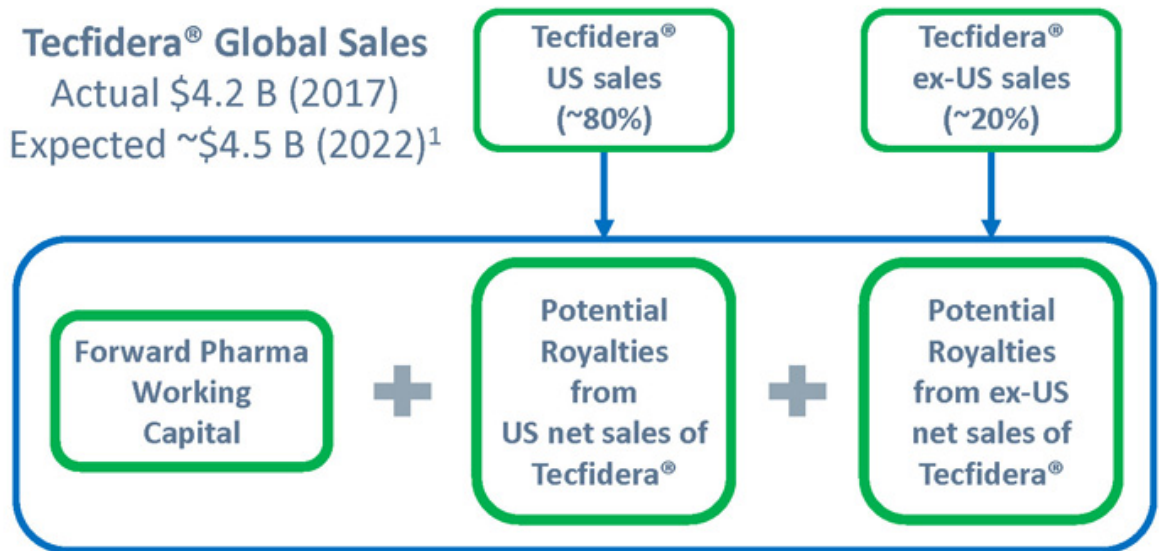 Tecfidera® Global Sales
Actual $4.2 B (2017)
Expected ~$4.5 B (2022)¹
Tecfidera®
US sales
(~80%)
Tecfidera®
ex-US sales
(~20%)
Forward Pharma
Working
Capital
+
Potential
Royalties
from
US net sales of
Tecfidera®
+
Potential
Royalties
from ex-US
net sales of
Tecfidera®